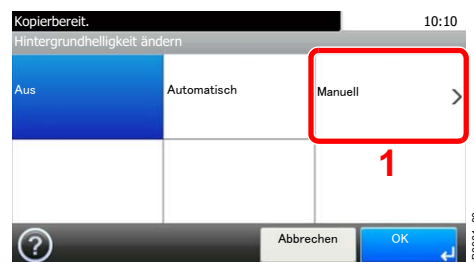 Kopierbereit. 10:10
Hintergrundhelligkeit ändern
Aus Automatisch Manuell >
1
? Abbrechen OK